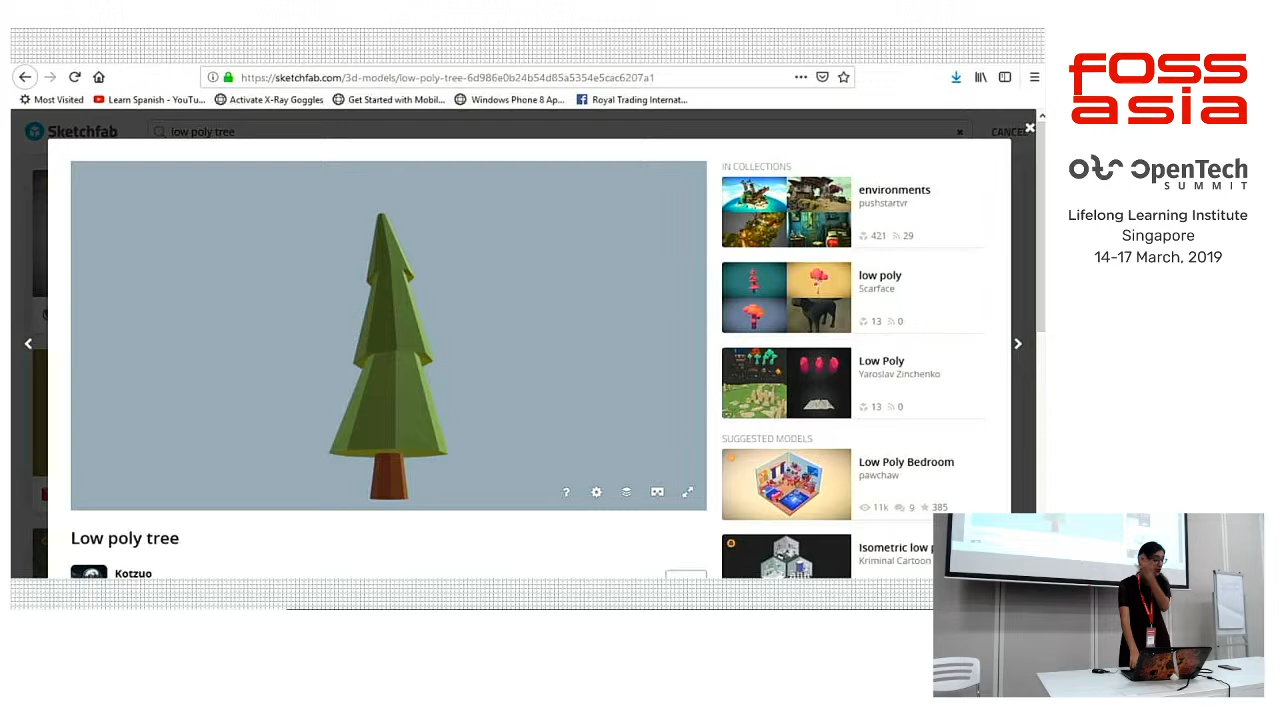 https://sketchfab.com/3d-models/low-poly-tree-6d986e0b24b54d85a5354e5cac6207a1
Most Visited
Learn Spanish - YouTu...
Activate X-Ray Goggles
Get Started with Mobil...
Windows Phone 8 Ap...
Royal Trading Internat...
Sketchfab
low poly tree
CANCEL
IN COLLECTIONS
environments
pushstartvr
421 29
low poly
Scarface
13 0
Low Poly
Yaroslav Zinchenko
13 0
SUGGESTED MODELS
Low Poly Bedroom
pawchaw
11k 9 385
Isometric low
Kriminal Cartoon
?
Low poly tree
Kotzuo
foss
asia
OpenTech
SUMMIT
Lifelong Learning Institute
Singapore
14-17 March, 2019